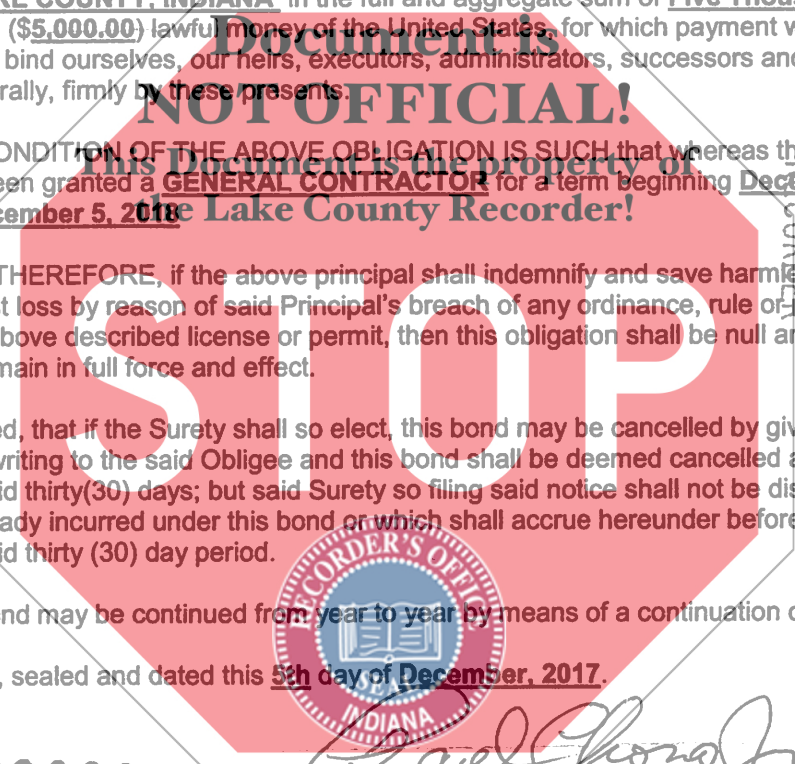 RE COUNTY, INDIANA in the full and aggregate sum of Five Thous
($5,000.00) lawful money of the United States, for which payment w
Document is
bind ourselves, our heirs, executors, administrators, successors and
rally, firmly by these presents.
NOT OFFICIAL!
ONDITION OF THE ABOVE OBLIGATION IS SUCH that whereas th
This Document is the property of
een granted a GENERAL CONTRACTOR for a term beginning Dece
the Lake County Recorder!
cember 5, 2018
THEREFORE, if the above principal shall indemnify and save harmle
t loss by reason of said Principal's breach of any ordinance, rule or
bove described license or permit, then this obligation shall be null an
main in full force and effect.
STOP
ed, that if the Surety shall so elect, this bond may be cancelled by giv
vriting to the said Obligee and this bond shall be deemed cancelled a
id thirty(30) days; but said Surety so filing said notice shall not be dis
ady incurred under this bond or which shall accrue hereunder before
id thirty (30) day period.
RECORDER'S OFFICE
ond may be continued from year to year by means of a continuation c
, sealed and dated this 5th day of December, 2017.
SEAL
INDIANA